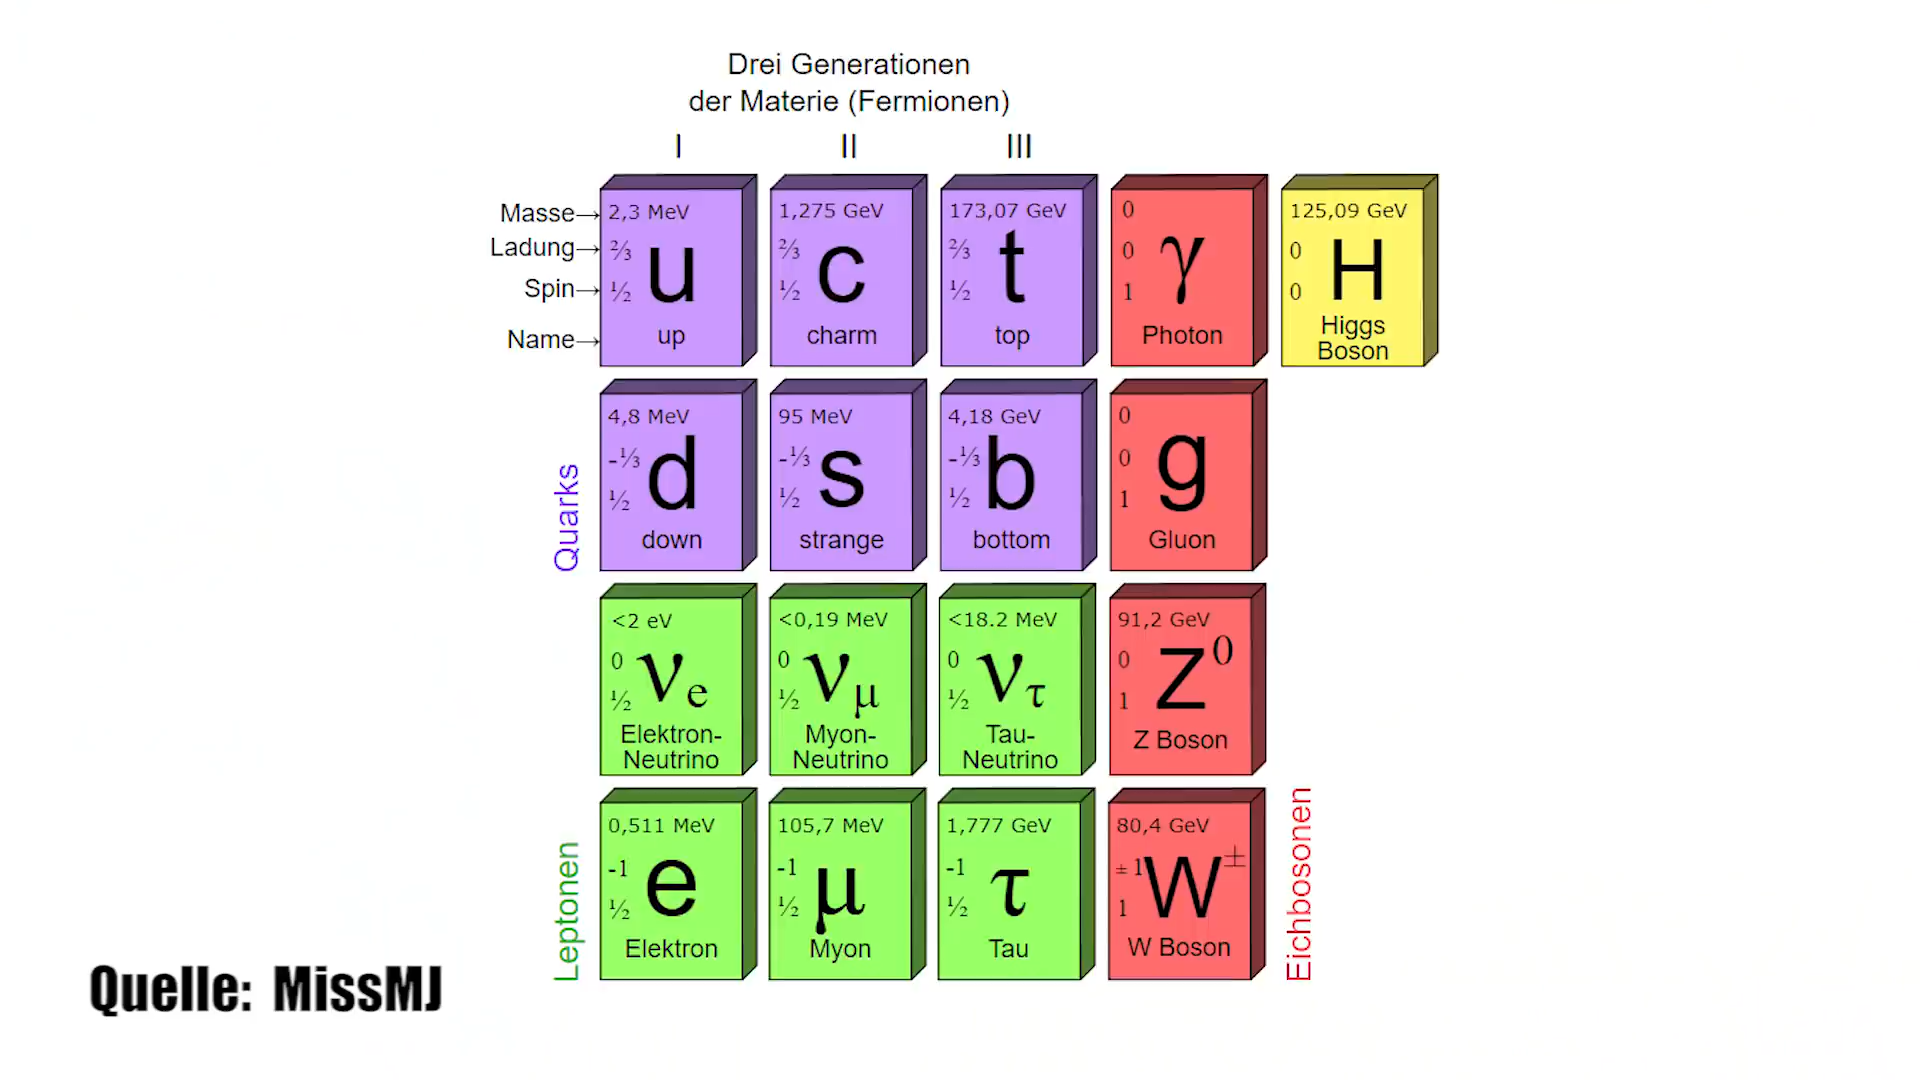 Drei Generationen
der Materie (Fermionen)
I II III
Masse→
Ladung→
Spin→
Name→
2,3 MeV
⅔
½
u
up
1,275 GeV
⅔
½
c
charm
173,07 GeV
⅔
½
t
top
0
0
1
γ
Photon
125,09 GeV
0
0
H
Higgs
Boson
Quarks
4,8 MeV
-⅓
½
d
down
95 MeV
-⅓
½
s
strange
4,18 GeV
-⅓
½
b
bottom
0
0
1
g
Gluon
<2 eV
0
½
νe
Elektron-
Neutrino
<0,19 MeV
0
½
νμ
Myon-
Neutrino
<18.2 MeV
0
½
ντ
Tau-
Neutrino
91,2 GeV
0
1
Z⁰
Z Boson
Leptonen
0,511 MeV
-1
½
e
Elektron
105,7 MeV
-1
½
μ
Myon
1,777 GeV
-1
½
τ
Tau
80,4 GeV
±1
1
W±
W Boson
Eichbosonen
Quelle: MissMJ